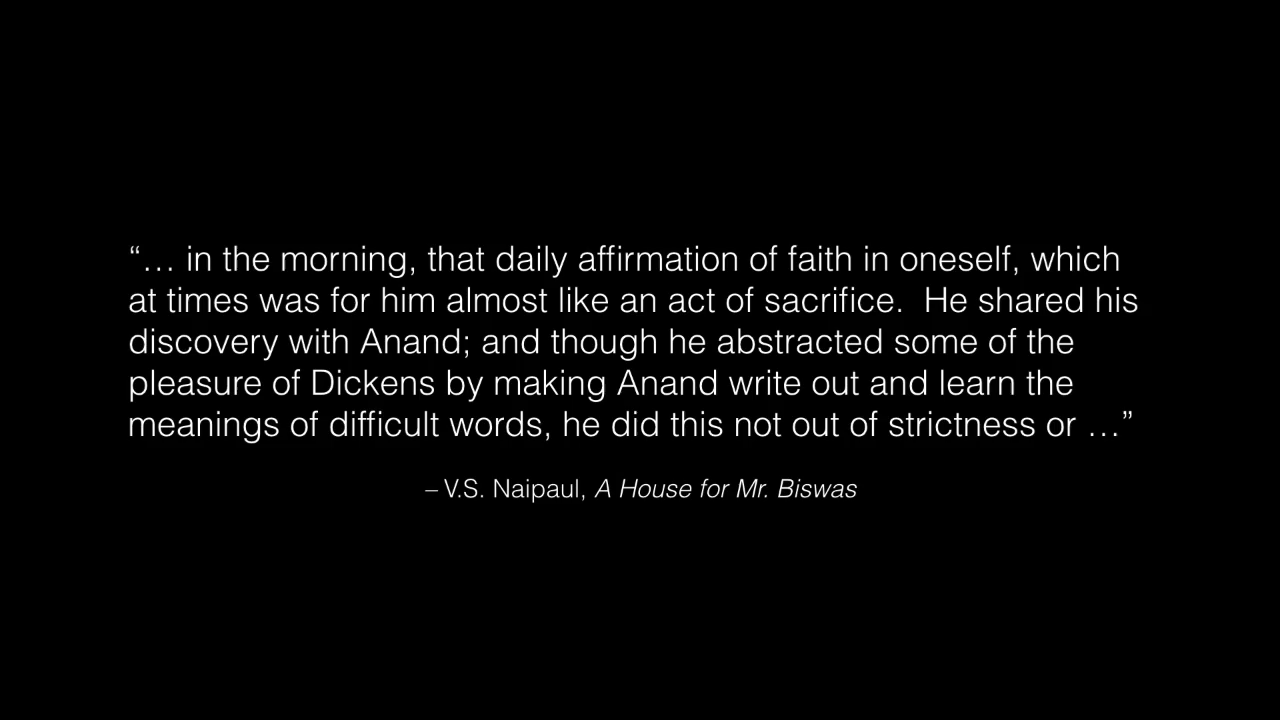 “… in the morning, that daily affirmation of faith in oneself, which
at times was for him almost like an act of sacrifice.  He shared his
discovery with Anand; and though he abstracted some of the
pleasure of Dickens by making Anand write out and learn the
meanings of difficult words, he did this not out of strictness or …”
– V.S. Naipaul, A House for Mr. Biswas